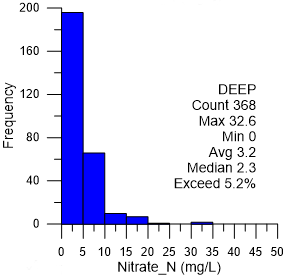 200
160
120
80
40
0
Frequency
DEEP
Count 368
Max 32.6
Min 0
Avg 3.2
Median 2.3
Exceed 5.2%
0 5 10 15 20 25 30 35 40 45 50
Nitrate_N (mg/L)